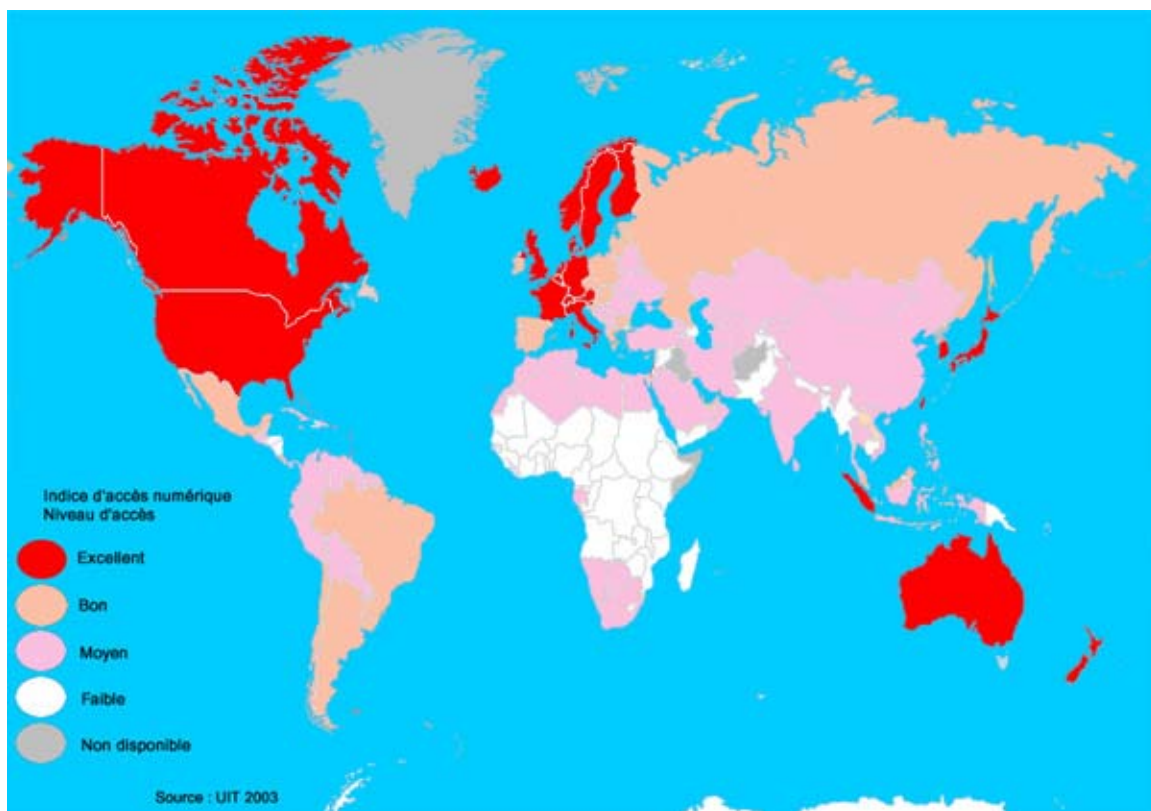 Indice d'accès numérique
Niveau d'accès
Excellent
Bon
Moyen
Faible
Non disponible
Source : UIT 2003